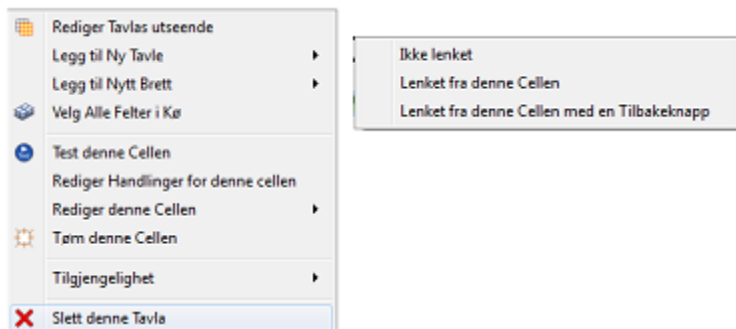 Rediger Tavlas utseende
Legg til Ny Tavle
Legg til Nytt Brett
Velg Alle Felter i Kø
Test denne Cellen
Rediger Handlinger for denne cellen
Rediger denne Cellen
Tøm denne Cellen
Tilgjengelighet
Slett denne Tavla
Ikke lenket
Lenket fra denne Cellen
Lenket fra denne Cellen med en Tilbakeknapp